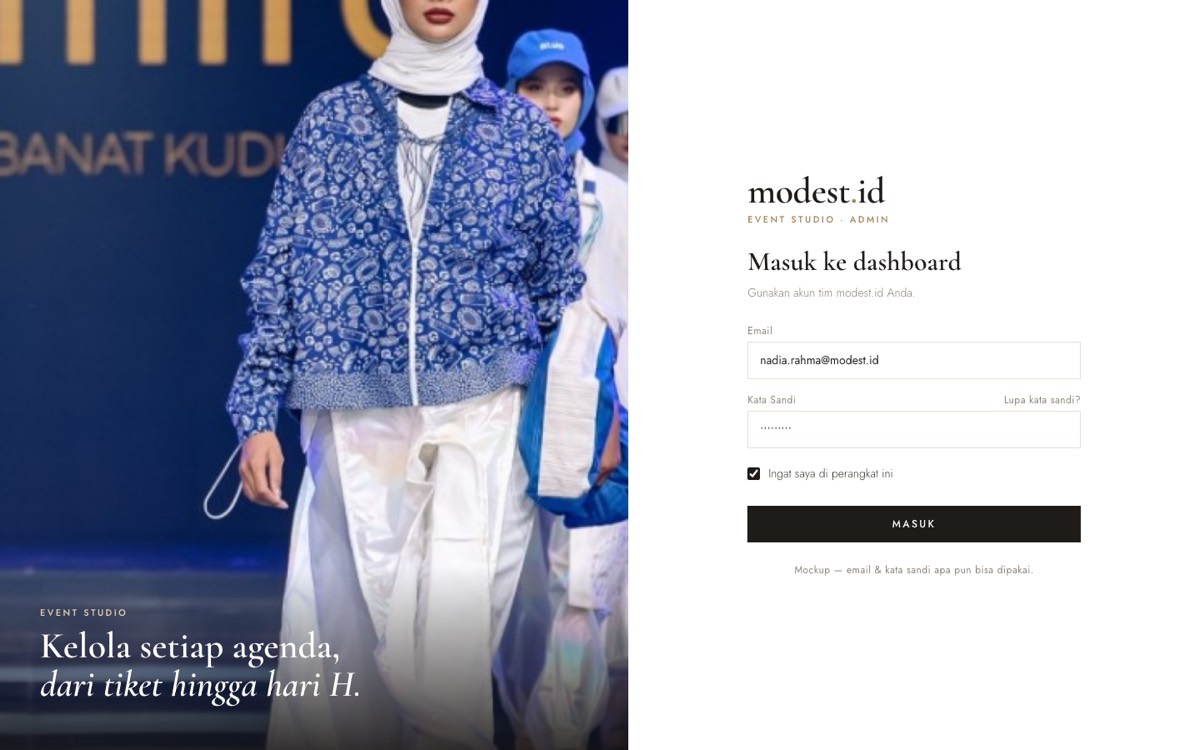 BANAT KUDU
EVENT STUDIO
Kelola setiap agenda,
dari tiket hingga hari H.
modest.id
EVENT STUDIO · ADMIN
Masuk ke dashboard
Gunakan akun tim modest.id Anda.
Email
nadia.rahma@modest.id
Kata Sandi Lupa kata sandi?
·········
Ingat saya di perangkat ini
MASUK
Mockup — email & kata sandi apa pun bisa dipakai.